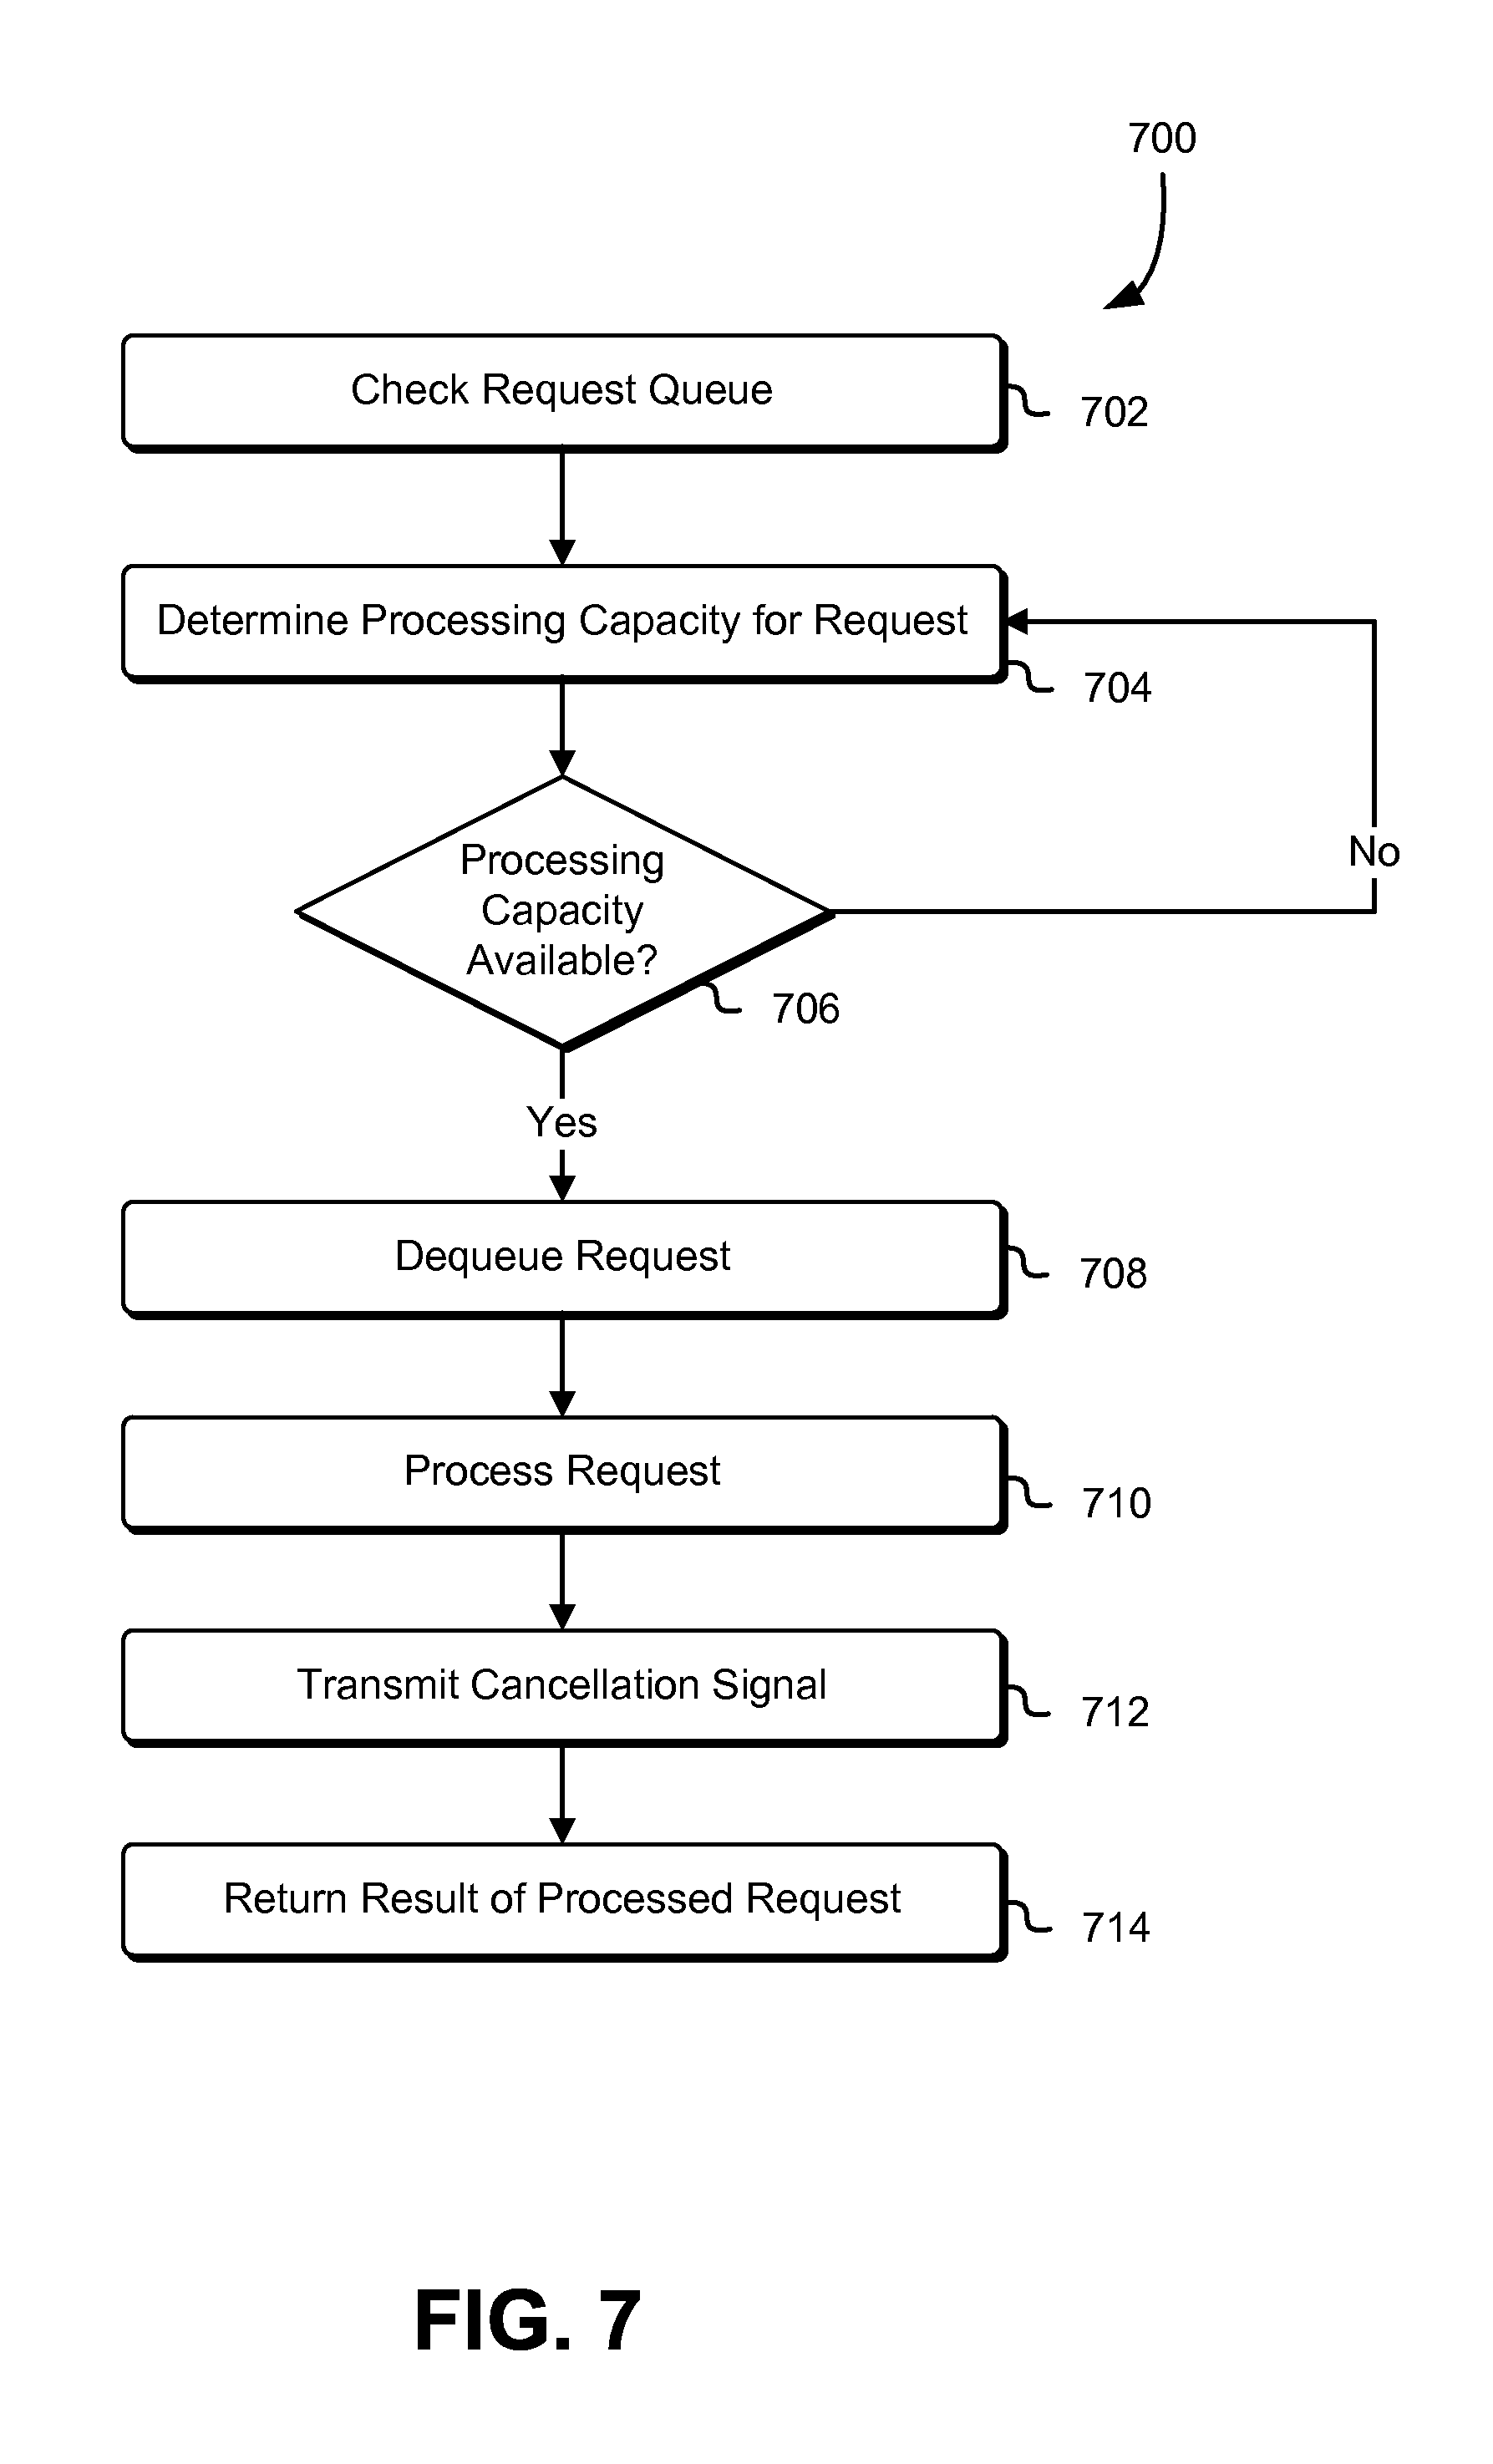 700
Check Request Queue
702
Determine Processing Capacity for Request
704
Processing
Capacity
Available?
No
706
Yes
Dequeue Request
708
Process Request
710
Transmit Cancellation Signal
712
Return Result of Processed Request
714
FIG. 7